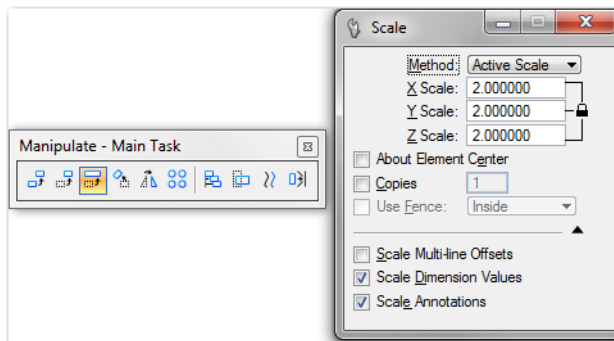 Scale
Method: Active Scale
X Scale: 2.000000
Y Scale: 2.000000
Z Scale: 2.000000
Manipulate - Main Task
About Element Center
Copies 1
Use Fence: Inside
Scale Multi-line Offsets
Scale Dimension Values
Scale Annotations